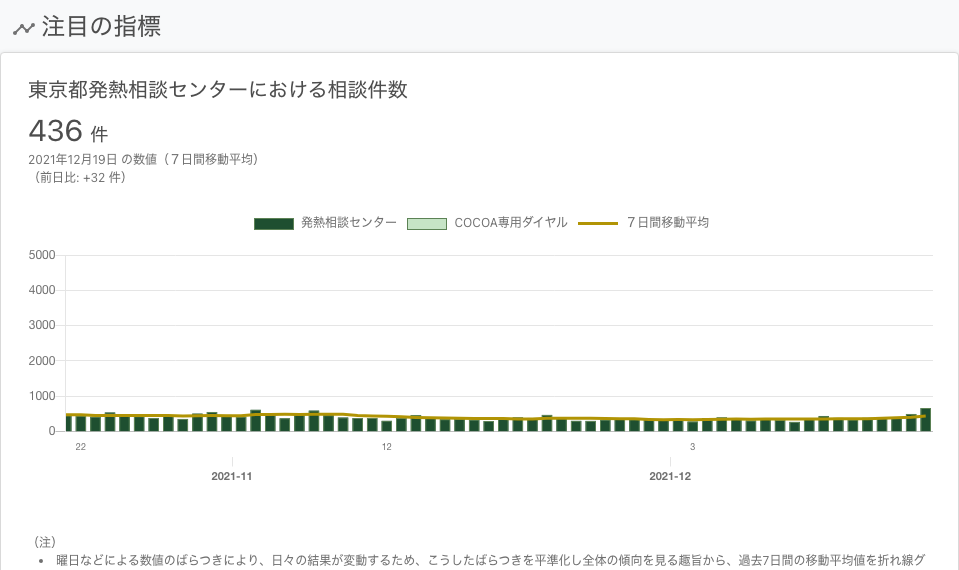 注目の指標
東京都発熱相談センターにおける相談件数
436 件
2021年12月19日 の数値（７日間移動平均）
（前日比: +32 件）
発熱相談センター COCOA専用ダイヤル ７日間移動平均
5000
4000
3000
2000
1000
0
22 12 3
2021-11 2021-12
（注）
• 曜日などによる数値のばらつきにより、日々の結果が変動するため、こうしたばらつきを平準化し全体の傾向を見る趣旨から、過去7日間の移動平均値を折れ線グ